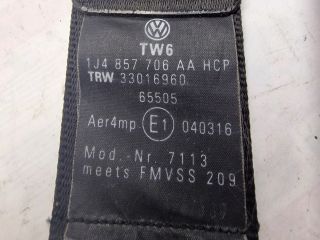 TW6
1J4 857 706 AA HCP
TRW 33016960
65505
Aer4mp E1 040316
Mod.-Nr. 7113
meets FMVSS 209